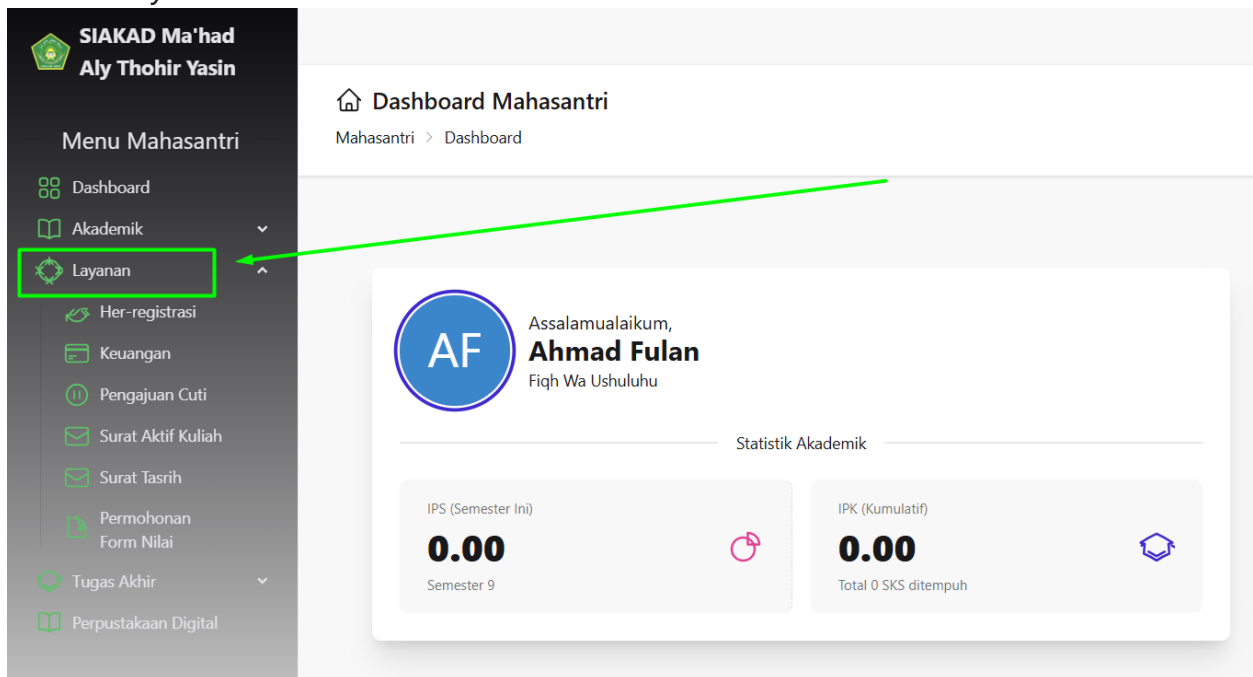 SIAKAD Ma'had
Aly Thohir Yasin
Menu Mahasantri
Dashboard
Akademik
Layanan
Her-registrasi
Keuangan
Pengajuan Cuti
Surat Aktif Kuliah
Surat Tasrih
Permohonan
Form Nilai
Tugas Akhir
Perpustakaan Digital
Dashboard Mahasantri
Mahasantri > Dashboard
AF
Assalamualaikum,
Ahmad Fulan
Fiqh Wa Ushuluhu
Statistik Akademik
IPS (Semester Ini)
0.00
Semester 9
IPK (Kumulatif)
0.00
Total 0 SKS ditempuh